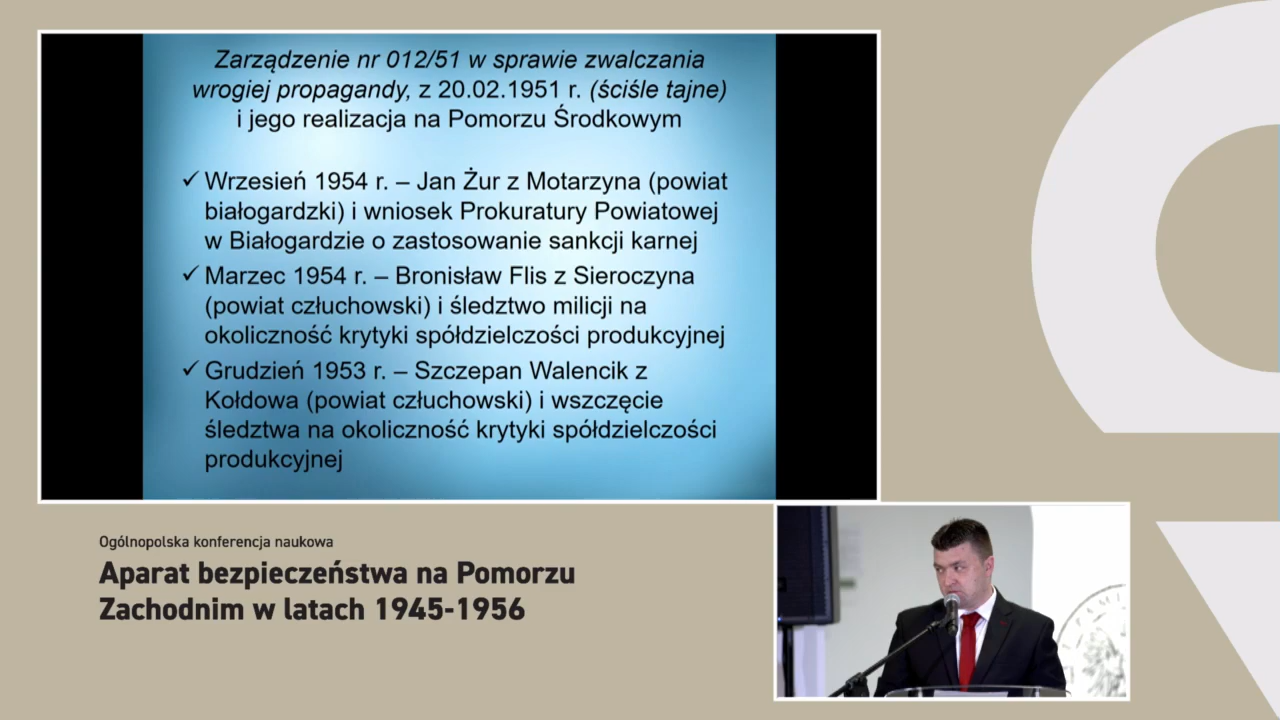 Zarządzenie nr 012/51 w sprawie zwalczania
wrogiej propagandy, z 20.02.1951 r. (ściśle tajne)
i jego realizacja na Pomorzu Środkowym
✓ Wrzesień 1954 r. – Jan Żur z Motarzyna (powiat
białogardzki) i wniosek Prokuratury Powiatowej
w Białogardzie o zastosowanie sankcji karnej
✓ Marzec 1954 r. – Bronisław Flis z Sieroczyna
(powiat człuchowski) i śledztwo milicji na
okoliczność krytyki spółdzielczości produkcyjnej
✓ Grudzień 1953 r. – Szczepan Walencik z
Kołdowa (powiat człuchowski) i wszczęcie
śledztwa na okoliczność krytyki spółdzielczości
produkcyjnej
Ogólnopolska konferencja naukowa
Aparat bezpieczeństwa na Pomorzu
Zachodnim w latach 1945-1956